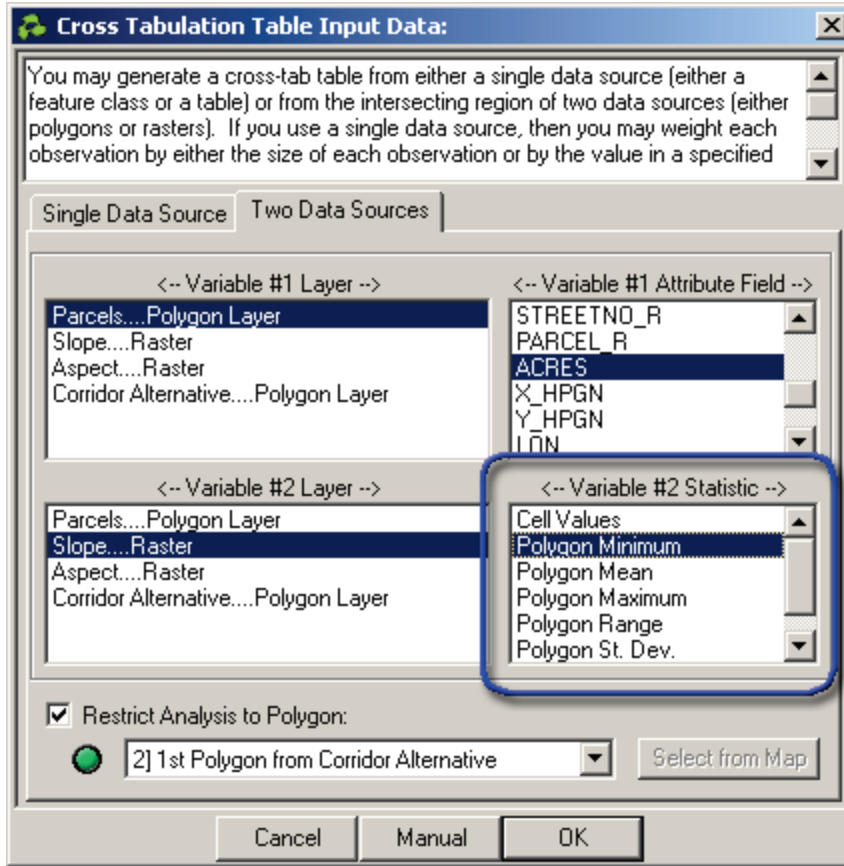 Cross Tabulation Table Input Data:
You may generate a cross-tab table from either a single data source (either a
feature class or a table) or from the intersecting region of two data sources (either
polygons or rasters).  If you use a single data source, then you may weight each
observation by either the size of each observation or by the value in a specified
Single Data Source
Two Data Sources
<-- Variable #1 Layer -->
Parcels....Polygon Layer
Slope....Raster
Aspect....Raster
Corridor Alternative....Polygon Layer
<-- Variable #1 Attribute Field -->
STREETNO_R
PARCEL_R
ACRES
X_HPGN
Y_HPGN
LON
<-- Variable #2 Layer -->
Parcels....Polygon Layer
Slope....Raster
Aspect....Raster
Corridor Alternative....Polygon Layer
<-- Variable #2 Statistic -->
Cell Values
Polygon Minimum
Polygon Mean
Polygon Maximum
Polygon Range
Polygon St. Dev.
Restrict Analysis to Polygon:
2] 1st Polygon from Corridor Alternative
Select from Map
Cancel
Manual
OK